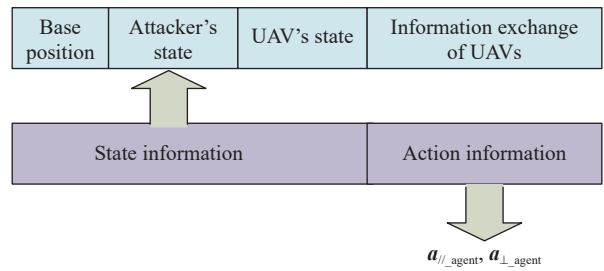 Base position
Attacker's state
UAV's state
Information exchange of UAVs
State information
Action information
a//_agent, a⊥_agent